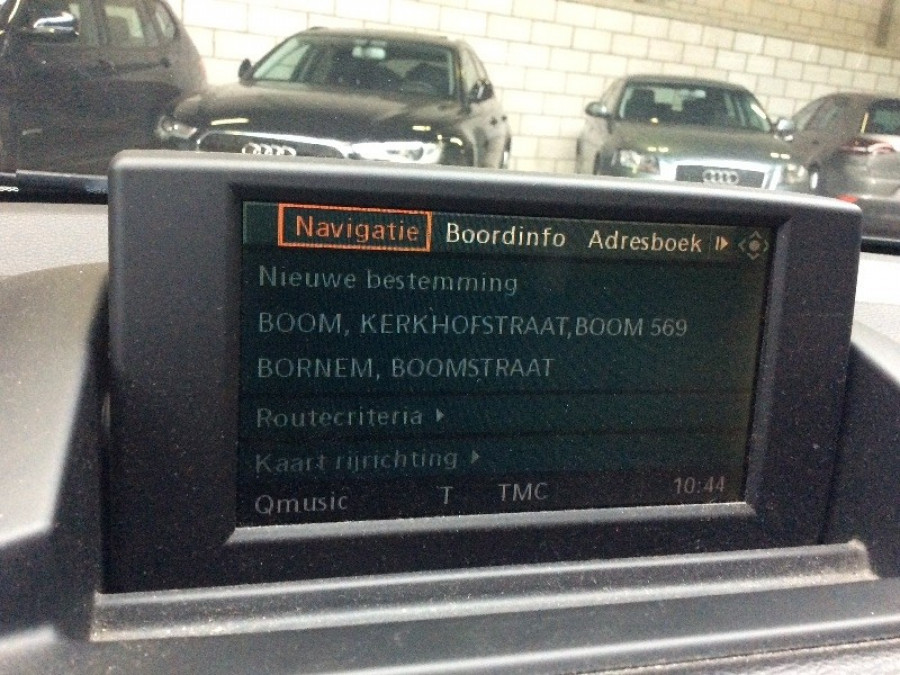 Navigatie Boordinfo Adresboek
Nieuwe bestemming
BOOM, KERKHOFSTRAAT,BOOM 569
BORNEM, BOOMSTRAAT
Routecriteria
Kaart rijrichting
Qmusic T TMC 10:44